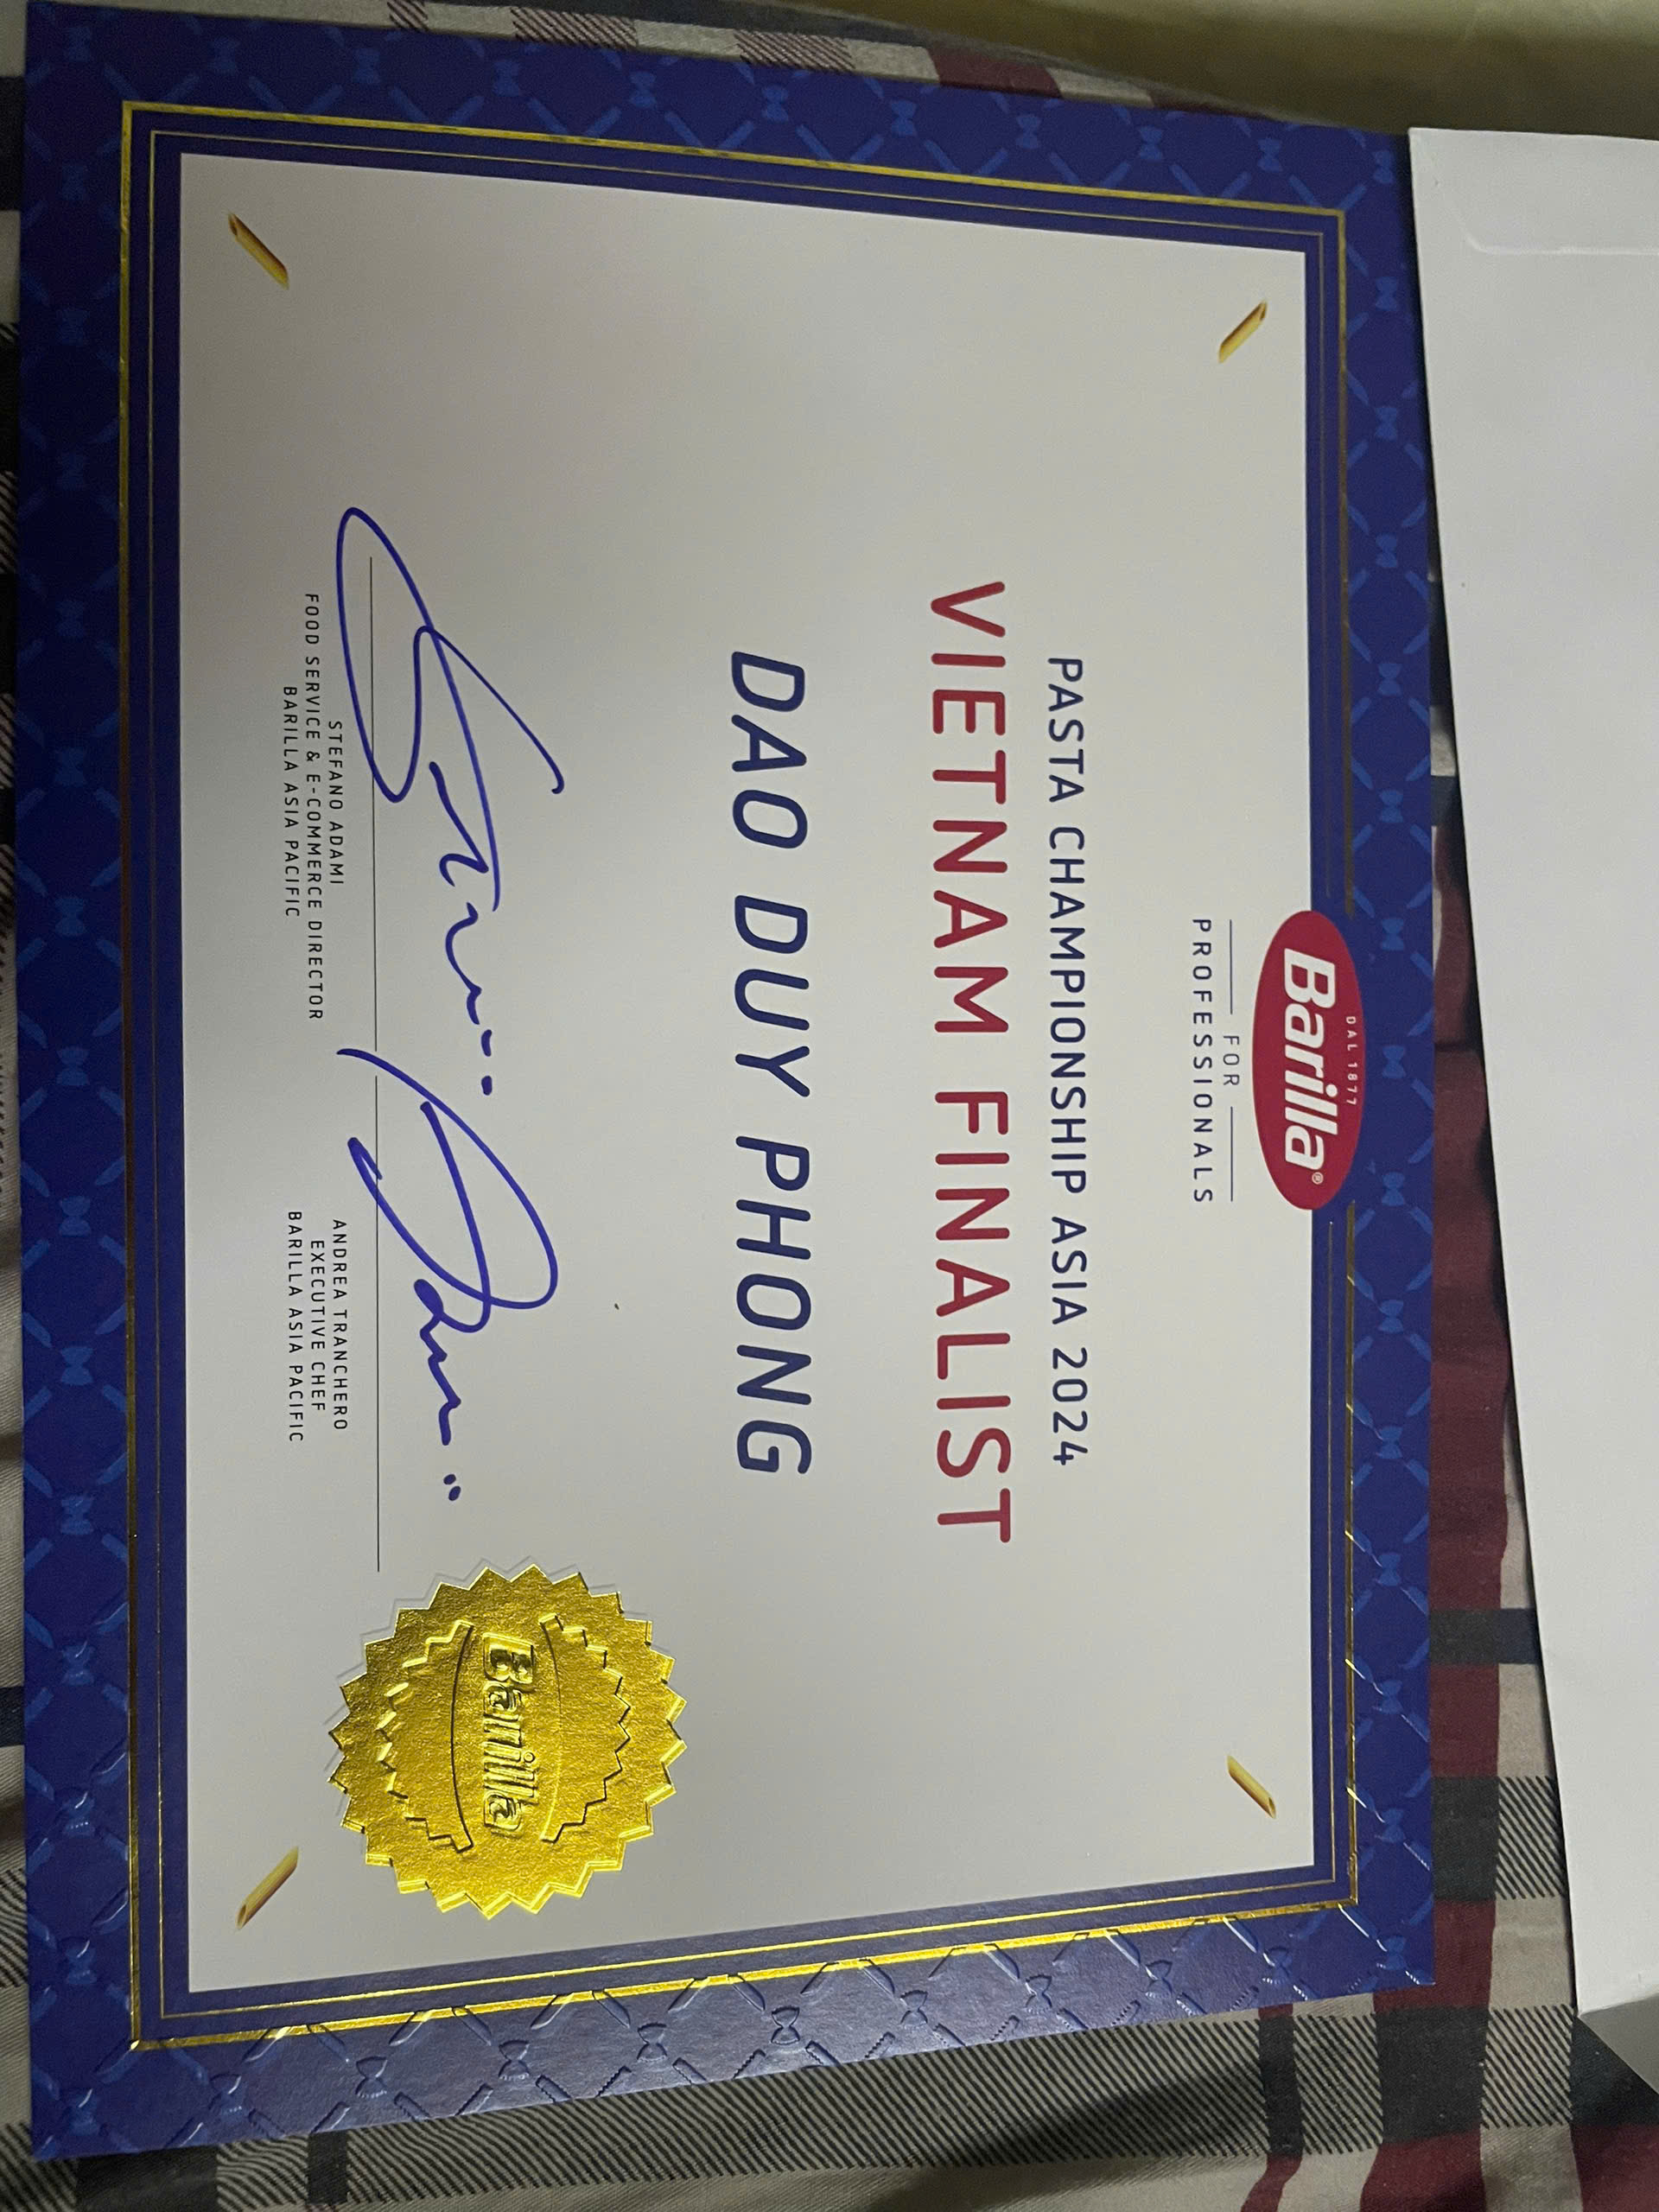 DAL 1877
Barilla®
FOR
PROFESSIONALS
PASTA CHAMPIONSHIP ASIA 2024
VIETNAM FINALIST
DAO DUY PHONG
STEFANO ADAMI
FOOD SERVICE & E-COMMERCE DIRECTOR
BARILLA ASIA PACIFIC
ANDREA TRANCHERO
EXECUTIVE CHEF
BARILLA ASIA PACIFIC
Barilla